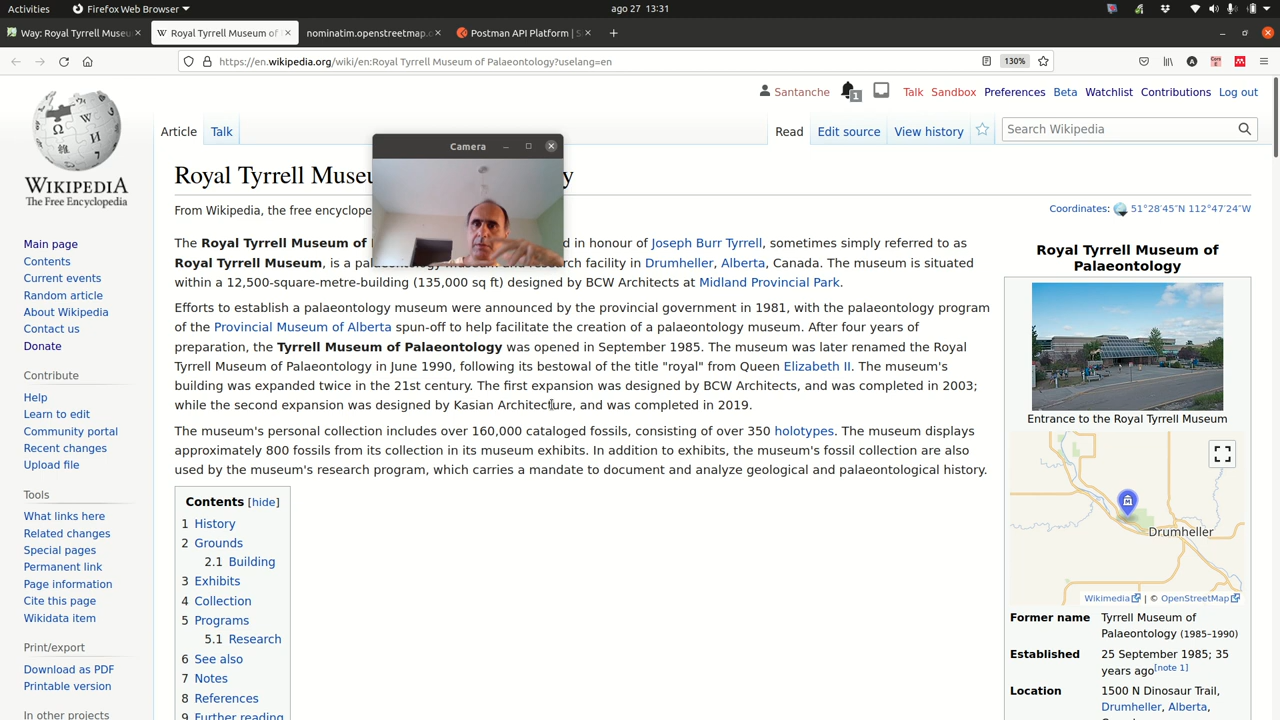 Activities
Firefox Web Browser
ago 27 13:31
Way: Royal Tyrrell Museu
Royal Tyrrell Museum of
nominatim.openstreetmap.o
Postman API Platform | S
https://en.wikipedia.org/wiki/en:Royal Tyrrell Museum of Palaeontology?uselang=en
130%
Santanche
1
Talk
Sandbox
Preferences
Beta
Watchlist
Contributions
Log out
WIKIPEDIA
The Free Encyclopedia
Article
Talk
Read
Edit source
View history
Search Wikipedia
Camera
Main page
Contents
Current events
Random article
About Wikipedia
Contact us
Donate
Contribute
Help
Learn to edit
Community portal
Recent changes
Upload file
Tools
What links here
Related changes
Special pages
Permanent link
Page information
Cite this page
Wikidata item
Print/export
Download as PDF
Printable version
In other projects
Royal Tyrrell Muse y
From Wikipedia, the free encyclope
Coordinates: 51°28′45″N 112°47′24″W
The Royal Tyrrell Museum of d in honour of Joseph Burr Tyrrell, sometimes simply referred to as
Royal Tyrrell Museum, is a palaeontology museum and research facility in Drumheller, Alberta, Canada. The museum is situated
within a 12,500-square-metre-building (135,000 sq ft) designed by BCW Architects at Midland Provincial Park.
Efforts to establish a palaeontology museum were announced by the provincial government in 1981, with the palaeontology program
of the Provincial Museum of Alberta spun-off to help facilitate the creation of a palaeontology museum. After four years of
preparation, the Tyrrell Museum of Palaeontology was opened in September 1985. The museum was later renamed the Royal
Tyrrell Museum of Palaeontology in June 1990, following its bestowal of the title "royal" from Queen Elizabeth II. The museum's
building was expanded twice in the 21st century. The first expansion was designed by BCW Architects, and was completed in 2003;
while the second expansion was designed by Kasian Architecture, and was completed in 2019.
The museum's personal collection includes over 160,000 cataloged fossils, consisting of over 350 holotypes. The museum displays
approximately 800 fossils from its collection in its museum exhibits. In addition to exhibits, the museum's fossil collection are also
used by the museum's research program, which carries a mandate to document and analyze geological and palaeontological history.
Contents [hide]
1 History
2 Grounds
2.1 Building
3 Exhibits
4 Collection
5 Programs
5.1 Research
6 See also
7 Notes
8 References
9 Further reading
Royal Tyrrell Museum of
Palaeontology
Entrance to the Royal Tyrrell Museum
Drumheller
Wikimedia | © OpenStreetMap
Former name Tyrrell Museum of
Palaeontology (1985–1990)
Established 25 September 1985; 35
years ago[note 1]
Location 1500 N Dinosaur Trail,
Drumheller, Alberta,